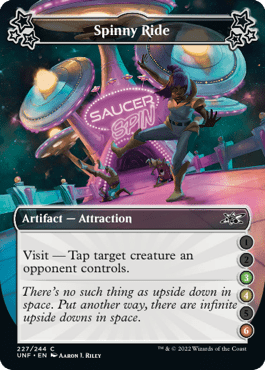 Spinny Ride
SAUCER
SPIN
Artifact — Attraction
1
2
3
4
5
6
Visit — Tap target creature an
opponent controls.
There's no such thing as upside down in
space. Put another way, there are infinite
upside downs in space.
227/244 C
UNF • EN AARON J. RILEY
™ & © 2022 Wizards of the Coast